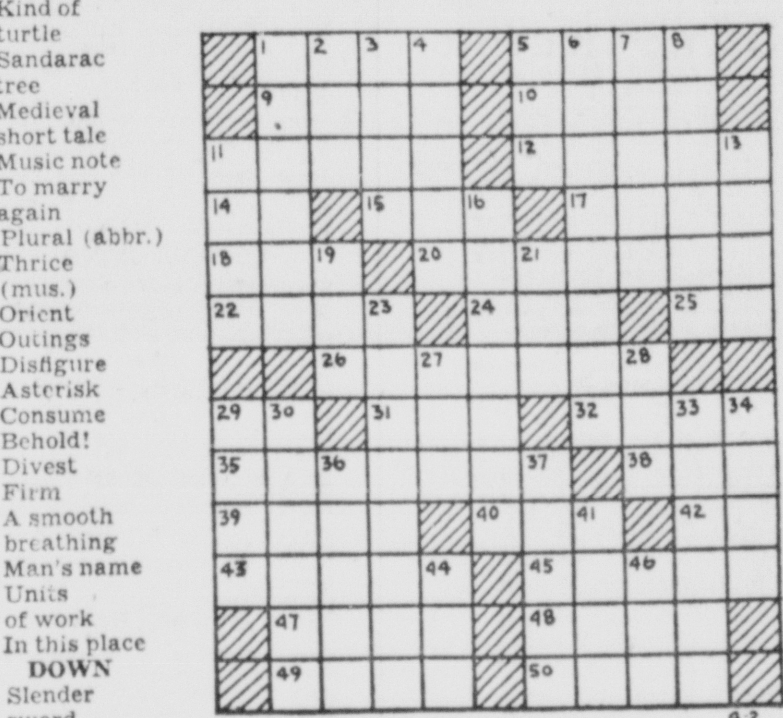 Kind of
turtle
Sandarac
tree
Medieval
short tale
Music note
To marry
again
Plural (abbr.)
Thrice
(mus.)
Orient
Outings
Disfigure
Asterisk
Consume
Behold!
Divest
Firm
A smooth
breathing
Man's name
Units
of work
In this place
DOWN
Slender
sword
1 2 3 4 5 6 7 8
9 10
11 12 13
14 15 16 17
18 19 20 21
22 23 24 25
26 27 28
29 30 31 32 33 34
35 36 37 38
39 40 41 42
43 44 45 46
47 48
49 50